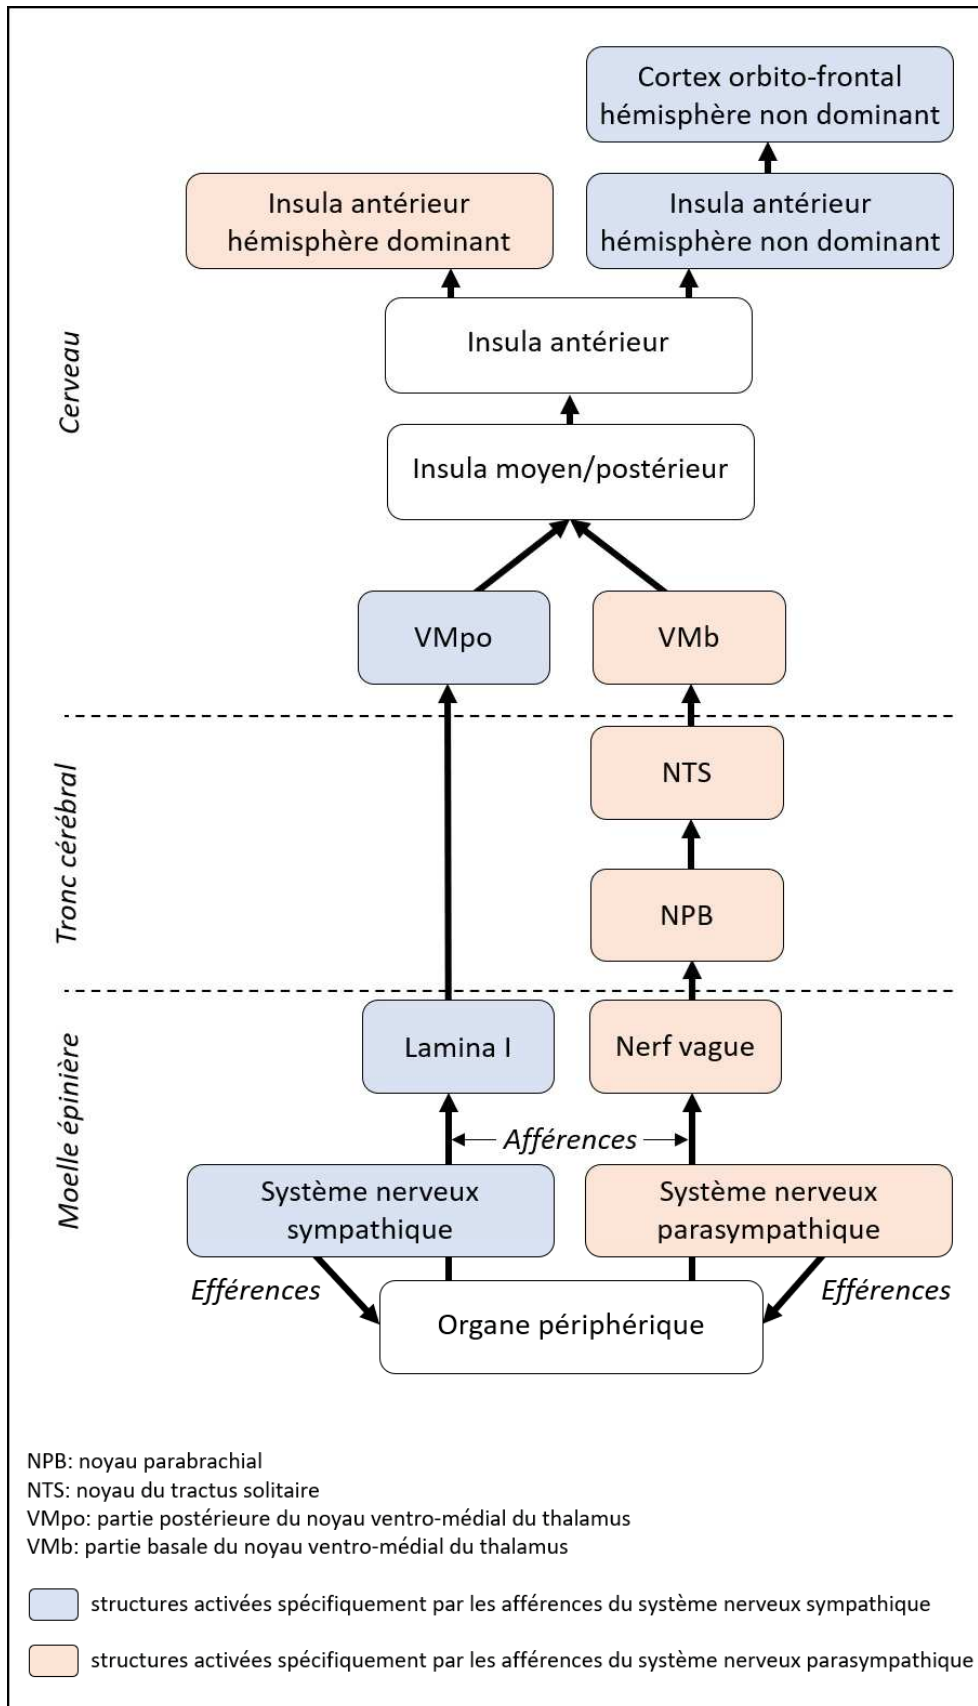 Cortex orbito-frontal
hémisphère non dominant
Insula antérieur
hémisphère dominant
Insula antérieur
hémisphère non dominant
Insula antérieur
Cerveau
Insula moyen/postérieur
VMpo
VMb
NTS
Tronc cérébral
NPB
Lamina I
Nerf vague
Moelle épinière
Afférences
Système nerveux
sympathique
Système nerveux
parasympathique
Efférences
Efférences
Organe périphérique
NPB: noyau parabrachial
NTS: noyau du tractus solitaire
VMpo: partie postérieure du noyau ventro-médial du thalamus
VMb: partie basale du noyau ventro-médial du thalamus
structures activées spécifiquement par les afférences du système nerveux sympathique
structures activées spécifiquement par les afférences du système nerveux parasympathique